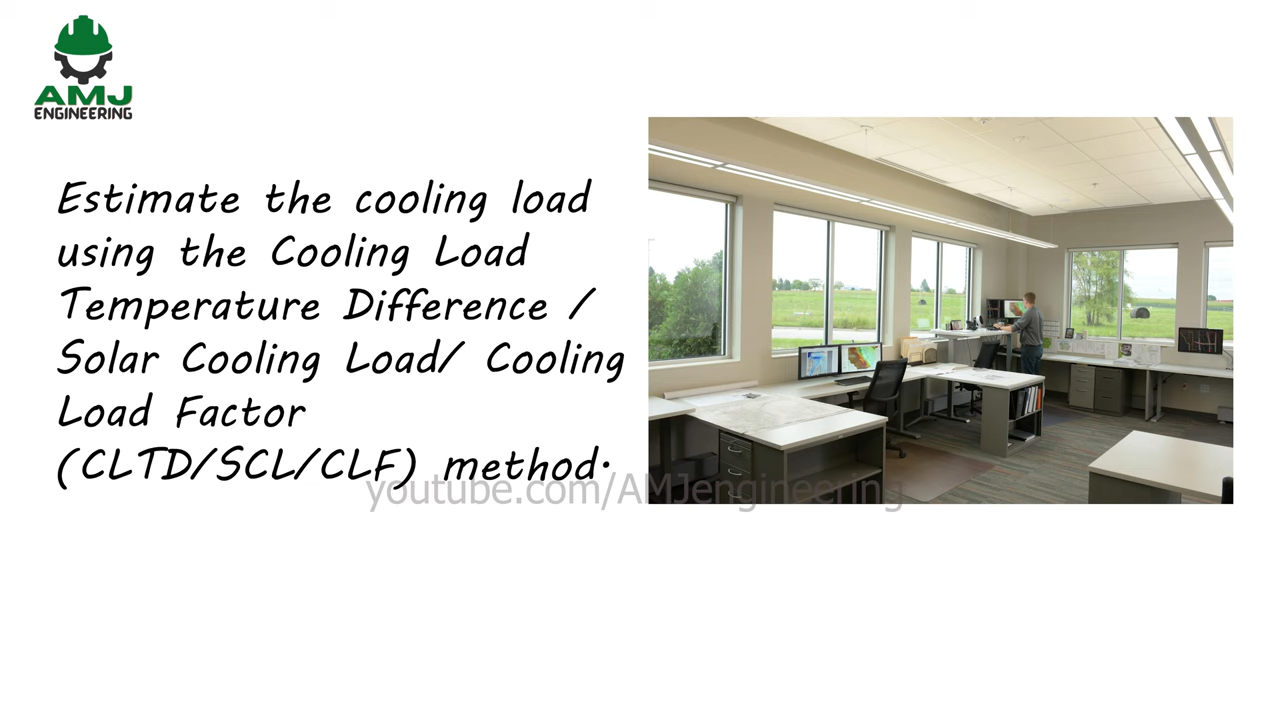 AMJ
ENGINEERING
Estimate the cooling load
using the Cooling Load
Temperature Difference /
Solar Cooling Load/ Cooling
Load Factor
(CLTD/SCL/CLF) method.
youtube.com/AMJengineering